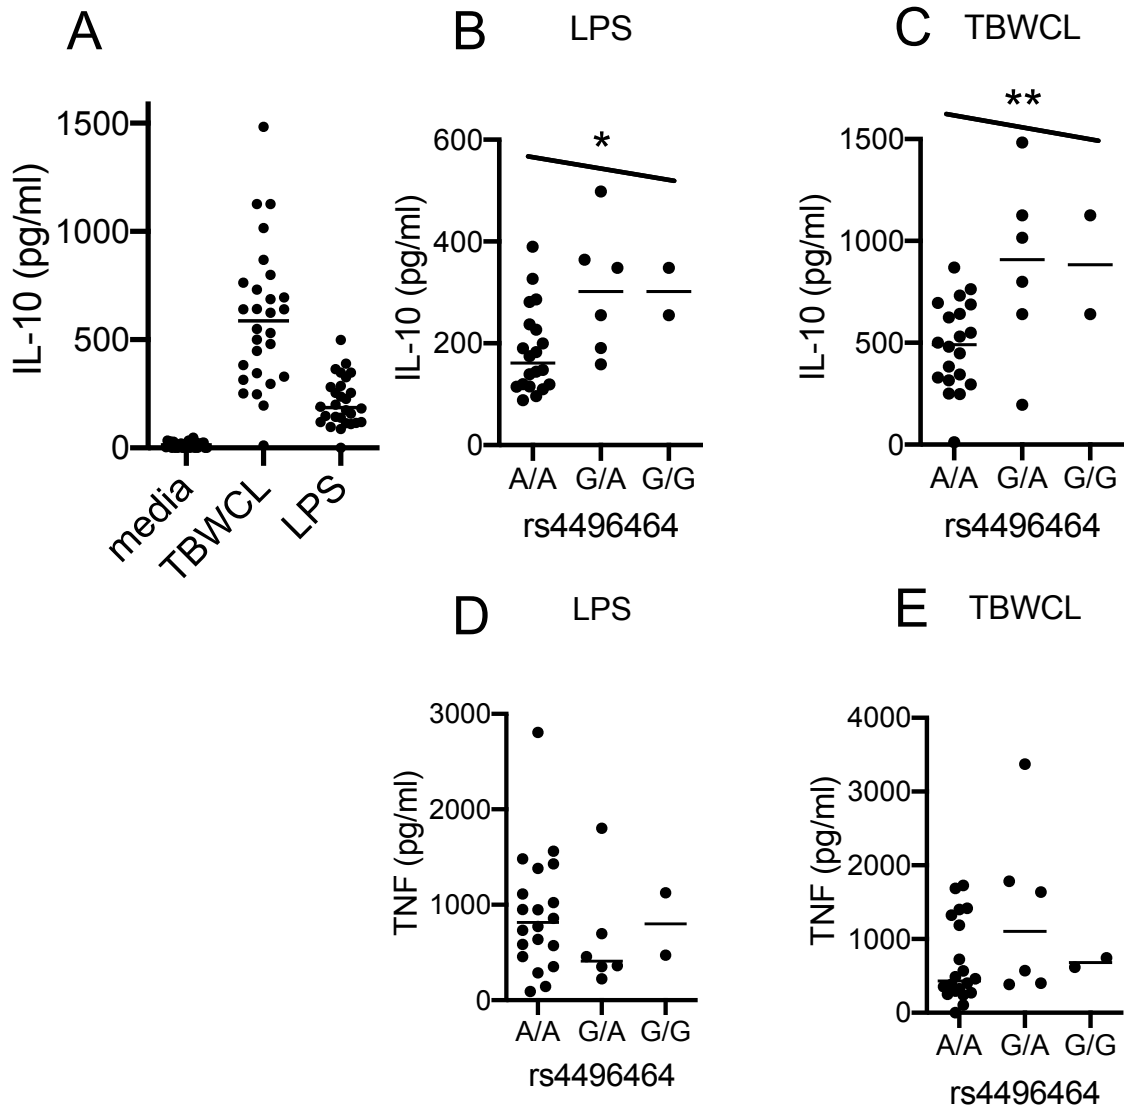 A
IL-10 (pg/ml)
1500
1000
500
0
media
TBWCL
LPS
B
LPS
*
IL-10 (pg/ml)
600
400
200
0
A/A G/A G/G
rs4496464
C
TBWCL
**
IL-10 (pg/ml)
1500
1000
500
0
A/A G/A G/G
rs4496464
D
LPS
TNF (pg/ml)
3000
2000
1000
0
A/A G/A G/G
rs4496464
E
TBWCL
TNF (pg/ml)
4000
3000
2000
1000
0
A/A G/A G/G
rs4496464